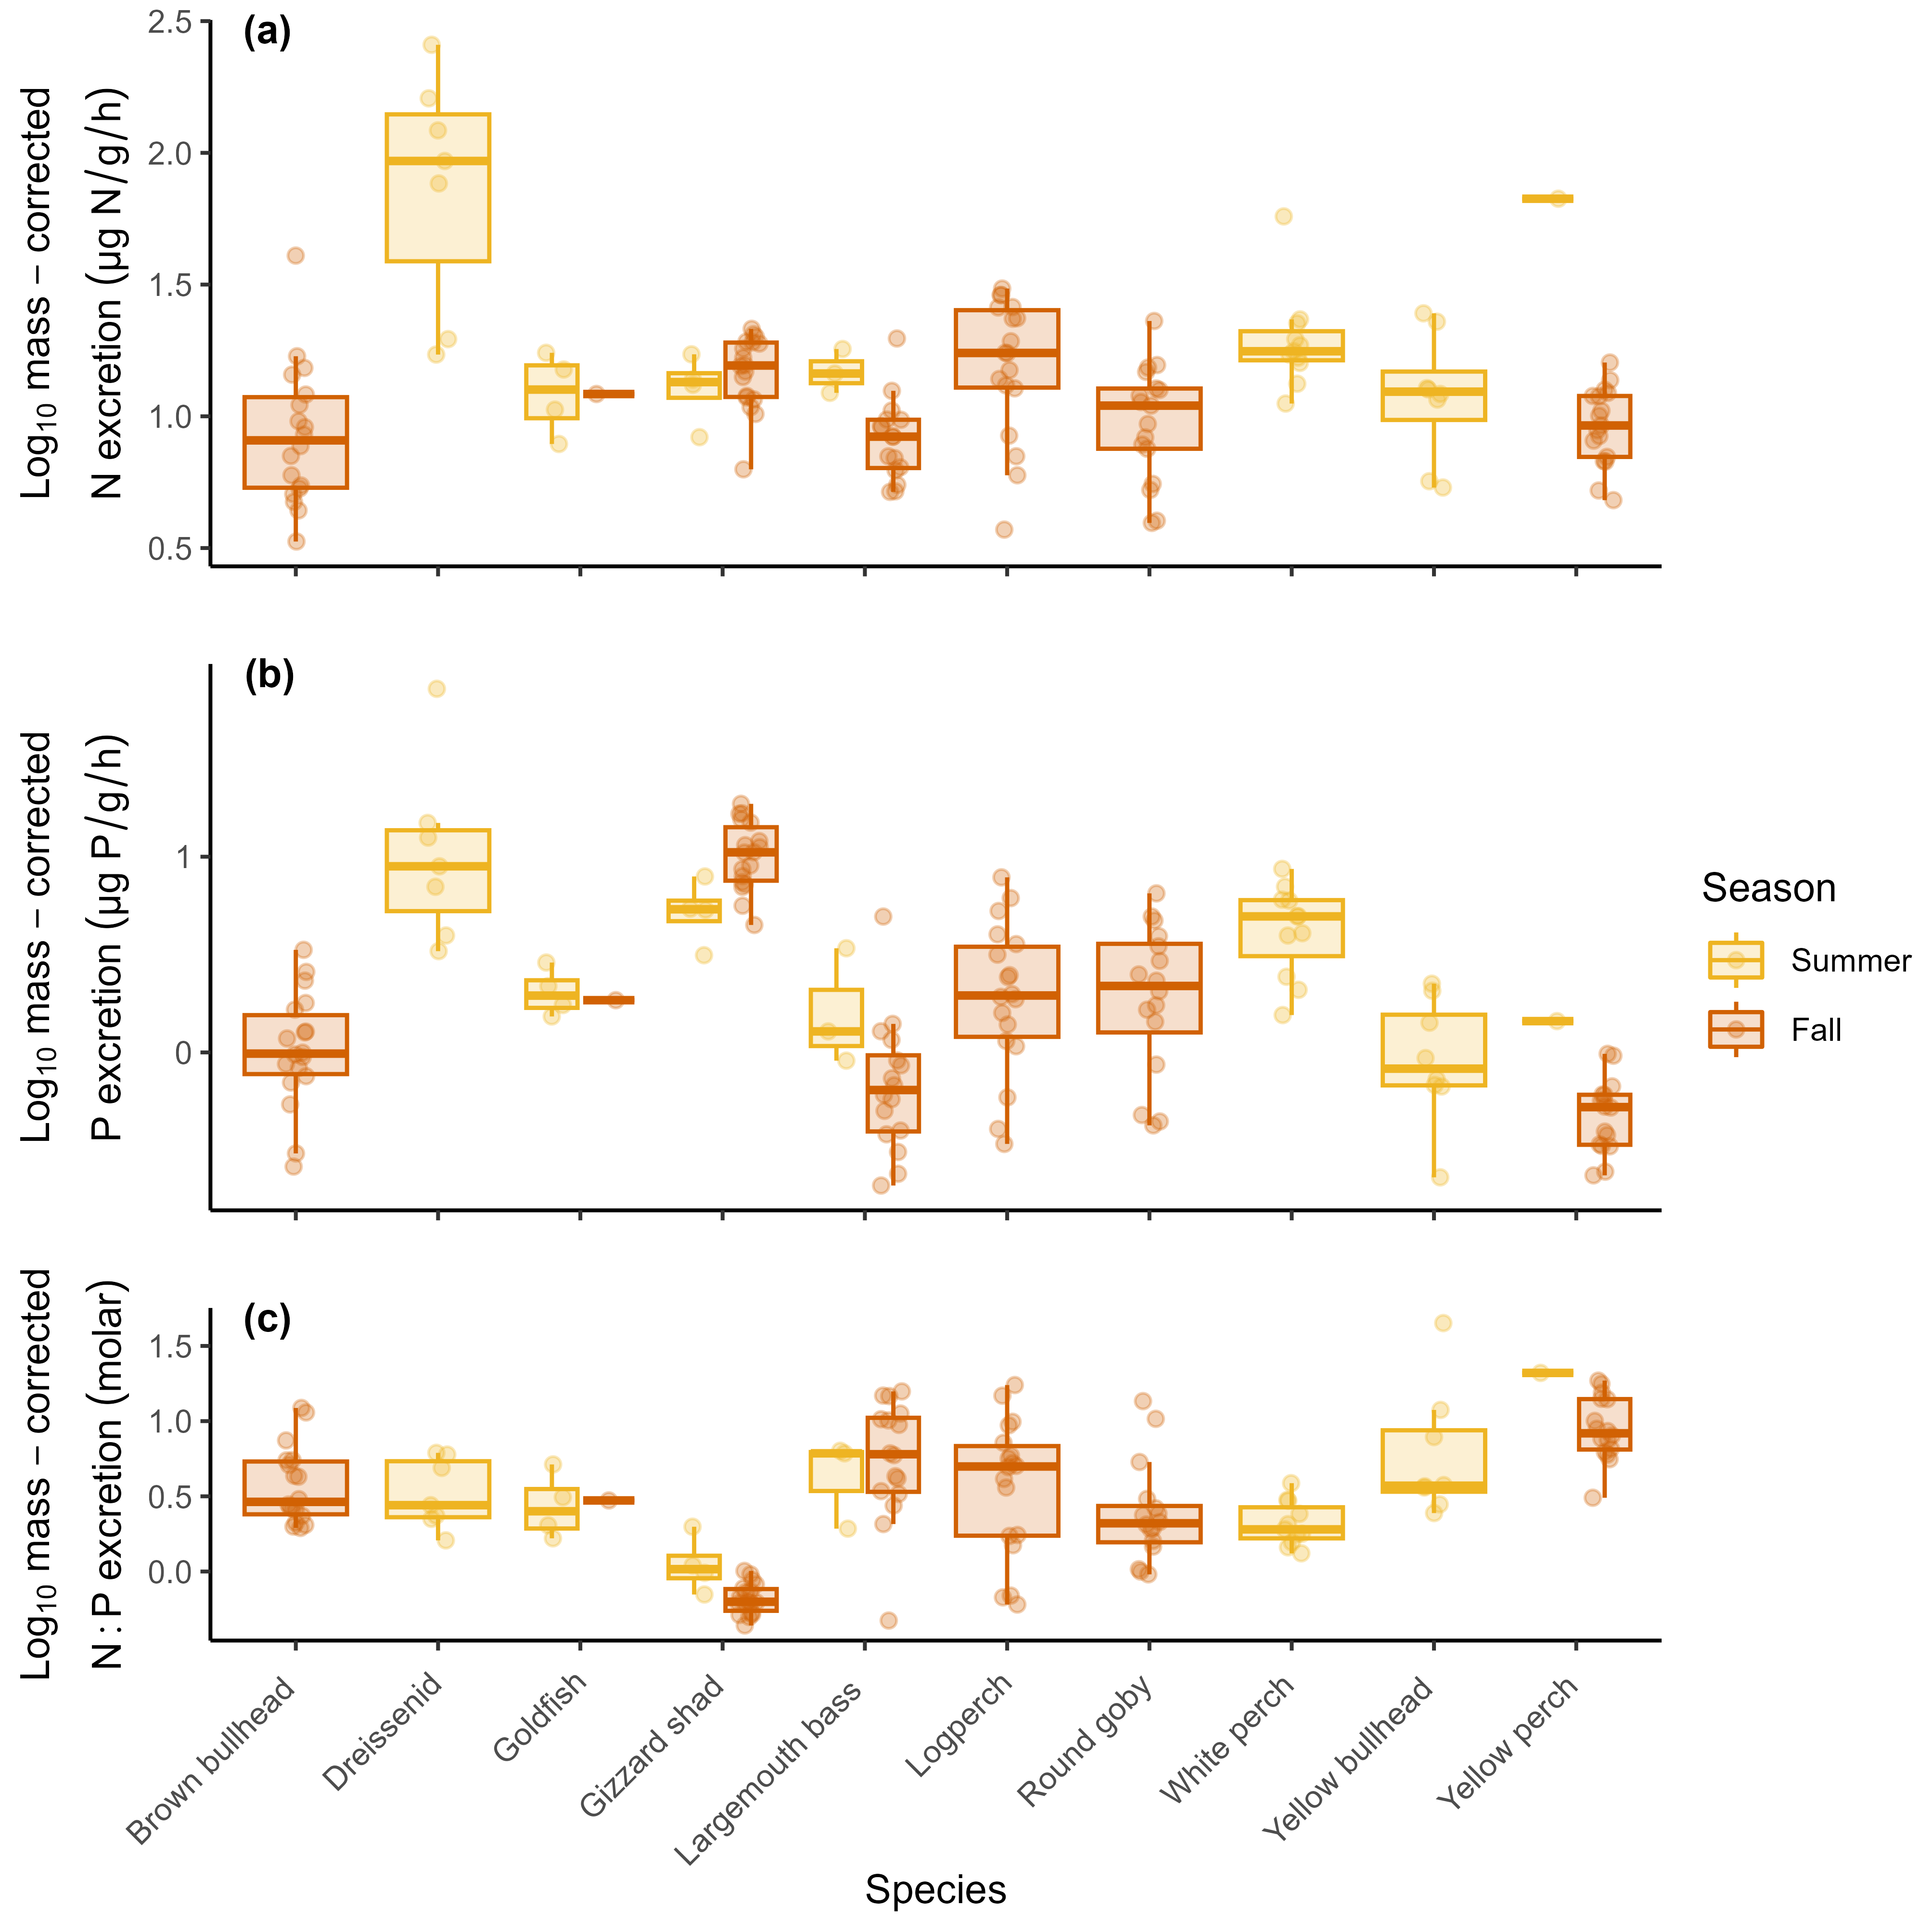 (a)
Log₁₀ mass − corrected
N excretion (µg N/g/h)
2.5
2.0
1.5
1.0
0.5
(b)
Log₁₀ mass − corrected
P excretion (µg P/g/h)
1
0
Season
Summer
Fall
(c)
Log₁₀ mass − corrected
N:P excretion (molar)
1.5
1.0
0.5
0.0
Brown bullhead
Dreissenid
Goldfish
Gizzard shad
Largemouth bass
Logperch
Round goby
White perch
Yellow bullhead
Yellow perch
Species